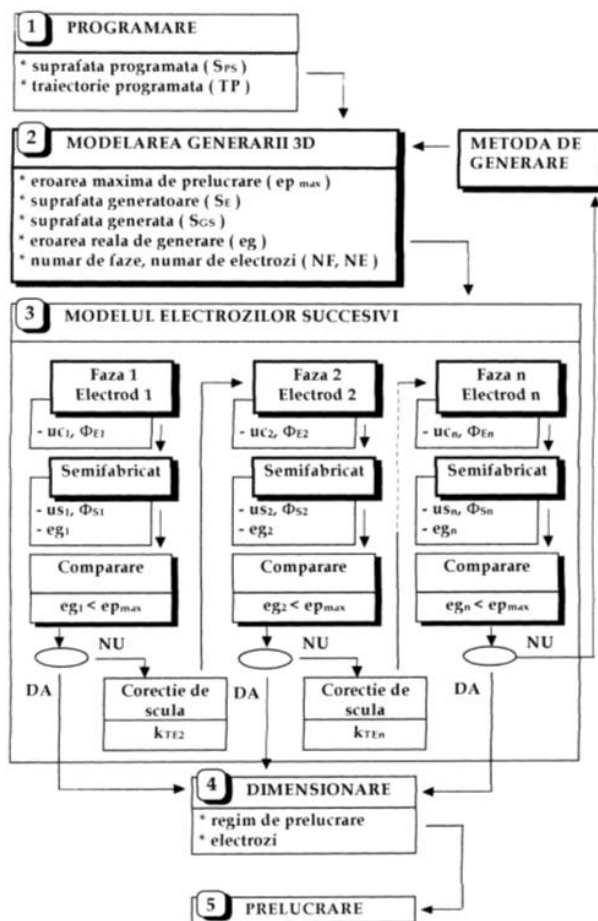 1 PROGRAMARE
* suprafata programata ( SPS )
* traiectorie programata ( TP )
2 MODELAREA GENERARII 3D
* eroarea maxima de prelucrare ( ep max )
* suprafata generatoare ( SE )
* suprafata generata ( SGS )
* eroarea reala de generare ( eg )
* numar de faze, numar de electrozi ( NF, NE )
METODA DE
GENERARE
3 MODELUL ELECTROZILOR SUCCESIVI
Faza 1
Electrod 1
- uc1, ΦE1
Semifabricat
- us1, ΦS1
- eg1
Comparare
eg1 < epmax
NU
DA
Corectie de
scula
kTE2
Faza 2
Electrod 2
- uc2, ΦE2
Semifabricat
- us2, ΦS2
- eg2
Comparare
eg2 < epmax
NU
DA
Corectie de
scula
kTEn
Faza n
Electrod n
- ucn, ΦEn
Semifabricat
- usn, ΦSn
- egn
Comparare
egn < epmax
NU
DA
4 DIMENSIONARE
* regim de prelucrare
* electrozi
5 PRELUCRARE